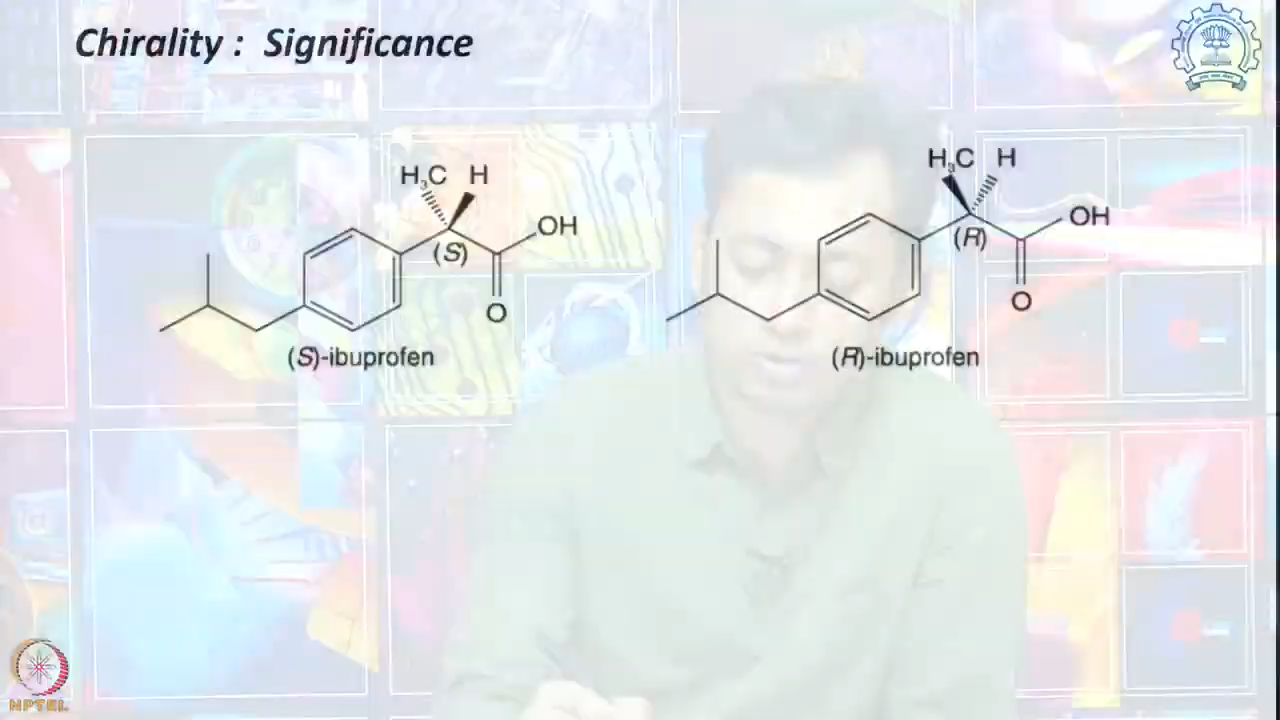 Chirality : Significance
H₃C H
OH
(S)
O
(S)-ibuprofen
H₃C H
OH
(R)
O
(R)-ibuprofen
NPTEL